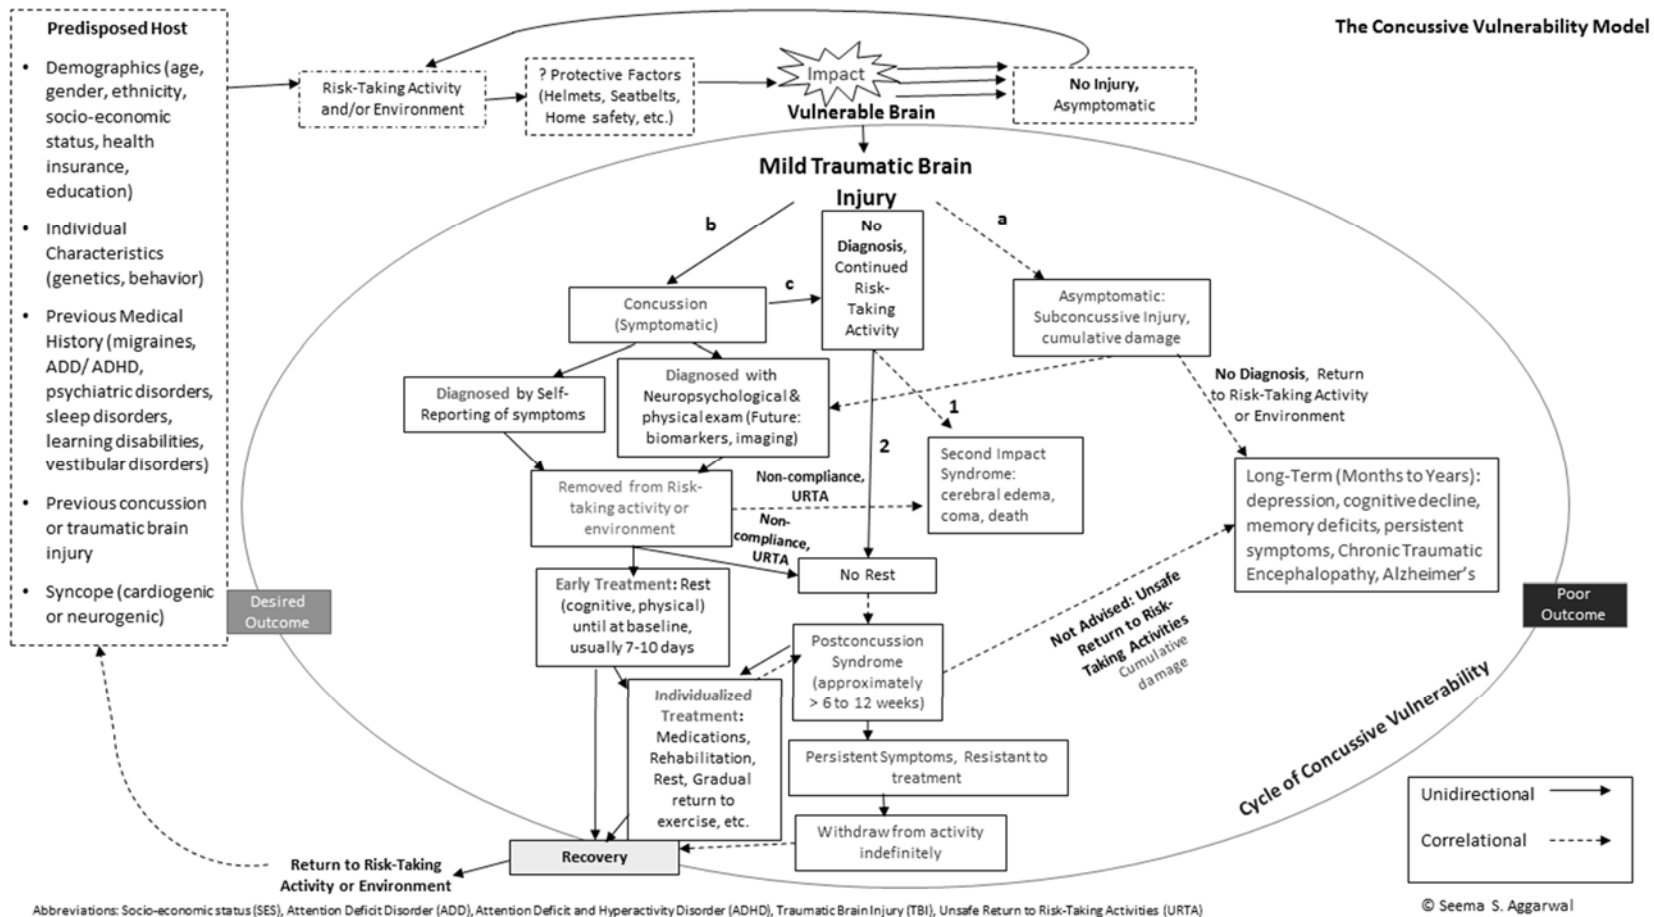 The Concussive Vulnerability Model
Predisposed Host
• Demographics (age,
gender, ethnicity,
socio-economic
status, health
insurance,
education)
• Individual
Characteristics
(genetics, behavior)
• Previous Medical
History (migraines,
ADD/ ADHD,
psychiatric disorders,
sleep disorders,
learning disabilities,
vestibular disorders)
• Previous concussion
or traumatic brain
injury
• Syncope (cardiogenic
or neurogenic)
Risk-Taking Activity
and/or Environment
? Protective Factors
(Helmets, Seatbelts,
Home safety, etc.)
Impact
Vulnerable Brain
No Injury,
Asymptomatic
Mild Traumatic Brain
Injury
b
a
c
No
Diagnosis,
Continued
Risk-
Taking
Activity
Concussion
(Symptomatic)
Asymptomatic:
Subconcussive Injury,
cumulative damage
Diagnosed by Self-
Reporting of symptoms
Diagnosed with
Neuropsychological &
physical exam (Future:
biomarkers, imaging)
1
2
No Diagnosis, Return
to Risk-Taking Activity
or Environment
Second Impact
Syndrome:
cerebral edema,
coma, death
Long-Term (Months to Years):
depression, cognitive decline,
memory deficits, persistent
symptoms, Chronic Traumatic
Encephalopathy, Alzheimer's
Removed from Risk-
taking activity or
environment
Non-compliance,
URTA
Non-
compliance,
URTA
No Rest
Early Treatment: Rest
(cognitive, physical)
until at baseline,
usually 7-10 days
Desired
Outcome
Poor
Outcome
Postconcussion
Syndrome
(approximately
> 6 to 12 weeks)
Not Advised: Unsafe
Return to Risk-
Taking Activities
Cumulative
damage
Individualized
Treatment:
Medications,
Rehabilitation,
Rest, Gradual
return to
exercise, etc.
Persistent Symptoms, Resistant to
treatment
Withdraw from activity
indefinitely
Cycle of Concussive Vulnerability
Recovery
Return to Risk-Taking
Activity or Environment
Unidirectional
Correlational
© Seema S. Aggarwal
Abbreviations: Socio-economic status (SES), Attention Deficit Disorder (ADD), Attention Deficit and Hyperactivity Disorder (ADHD), Traumatic Brain Injury (TBI), Unsafe Return to Risk-Taking Activities (URTA)